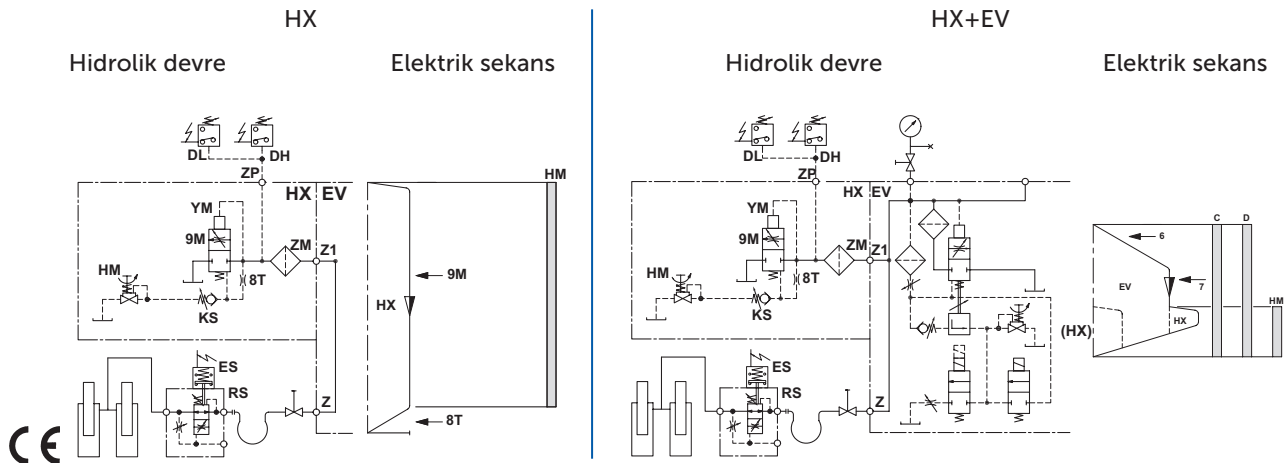 HX
Hidrolik devre
Elektrik sekans
DL
DH
ZP
HX
EV
HM
YM
9M
ZM
Z1
HM
8T
KS
HX
9M
ES
RS
Z
8T
CE
HX+EV
Hidrolik devre
Elektrik sekans
DL
DH
ZP
HX
EV
YM
9M
ZM
Z1
HM
8T
KS
(HX)
ES
RS
Z
C
D
6
EV
7
HX
HM